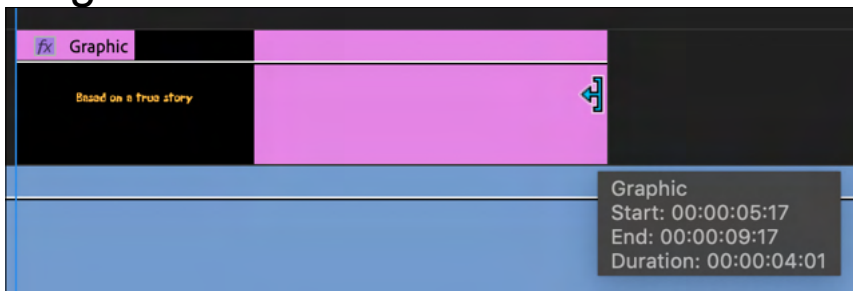 fx Graphic
Based on a true story
Graphic
Start: 00:00:05:17
End: 00:00:09:17
Duration: 00:00:04:01